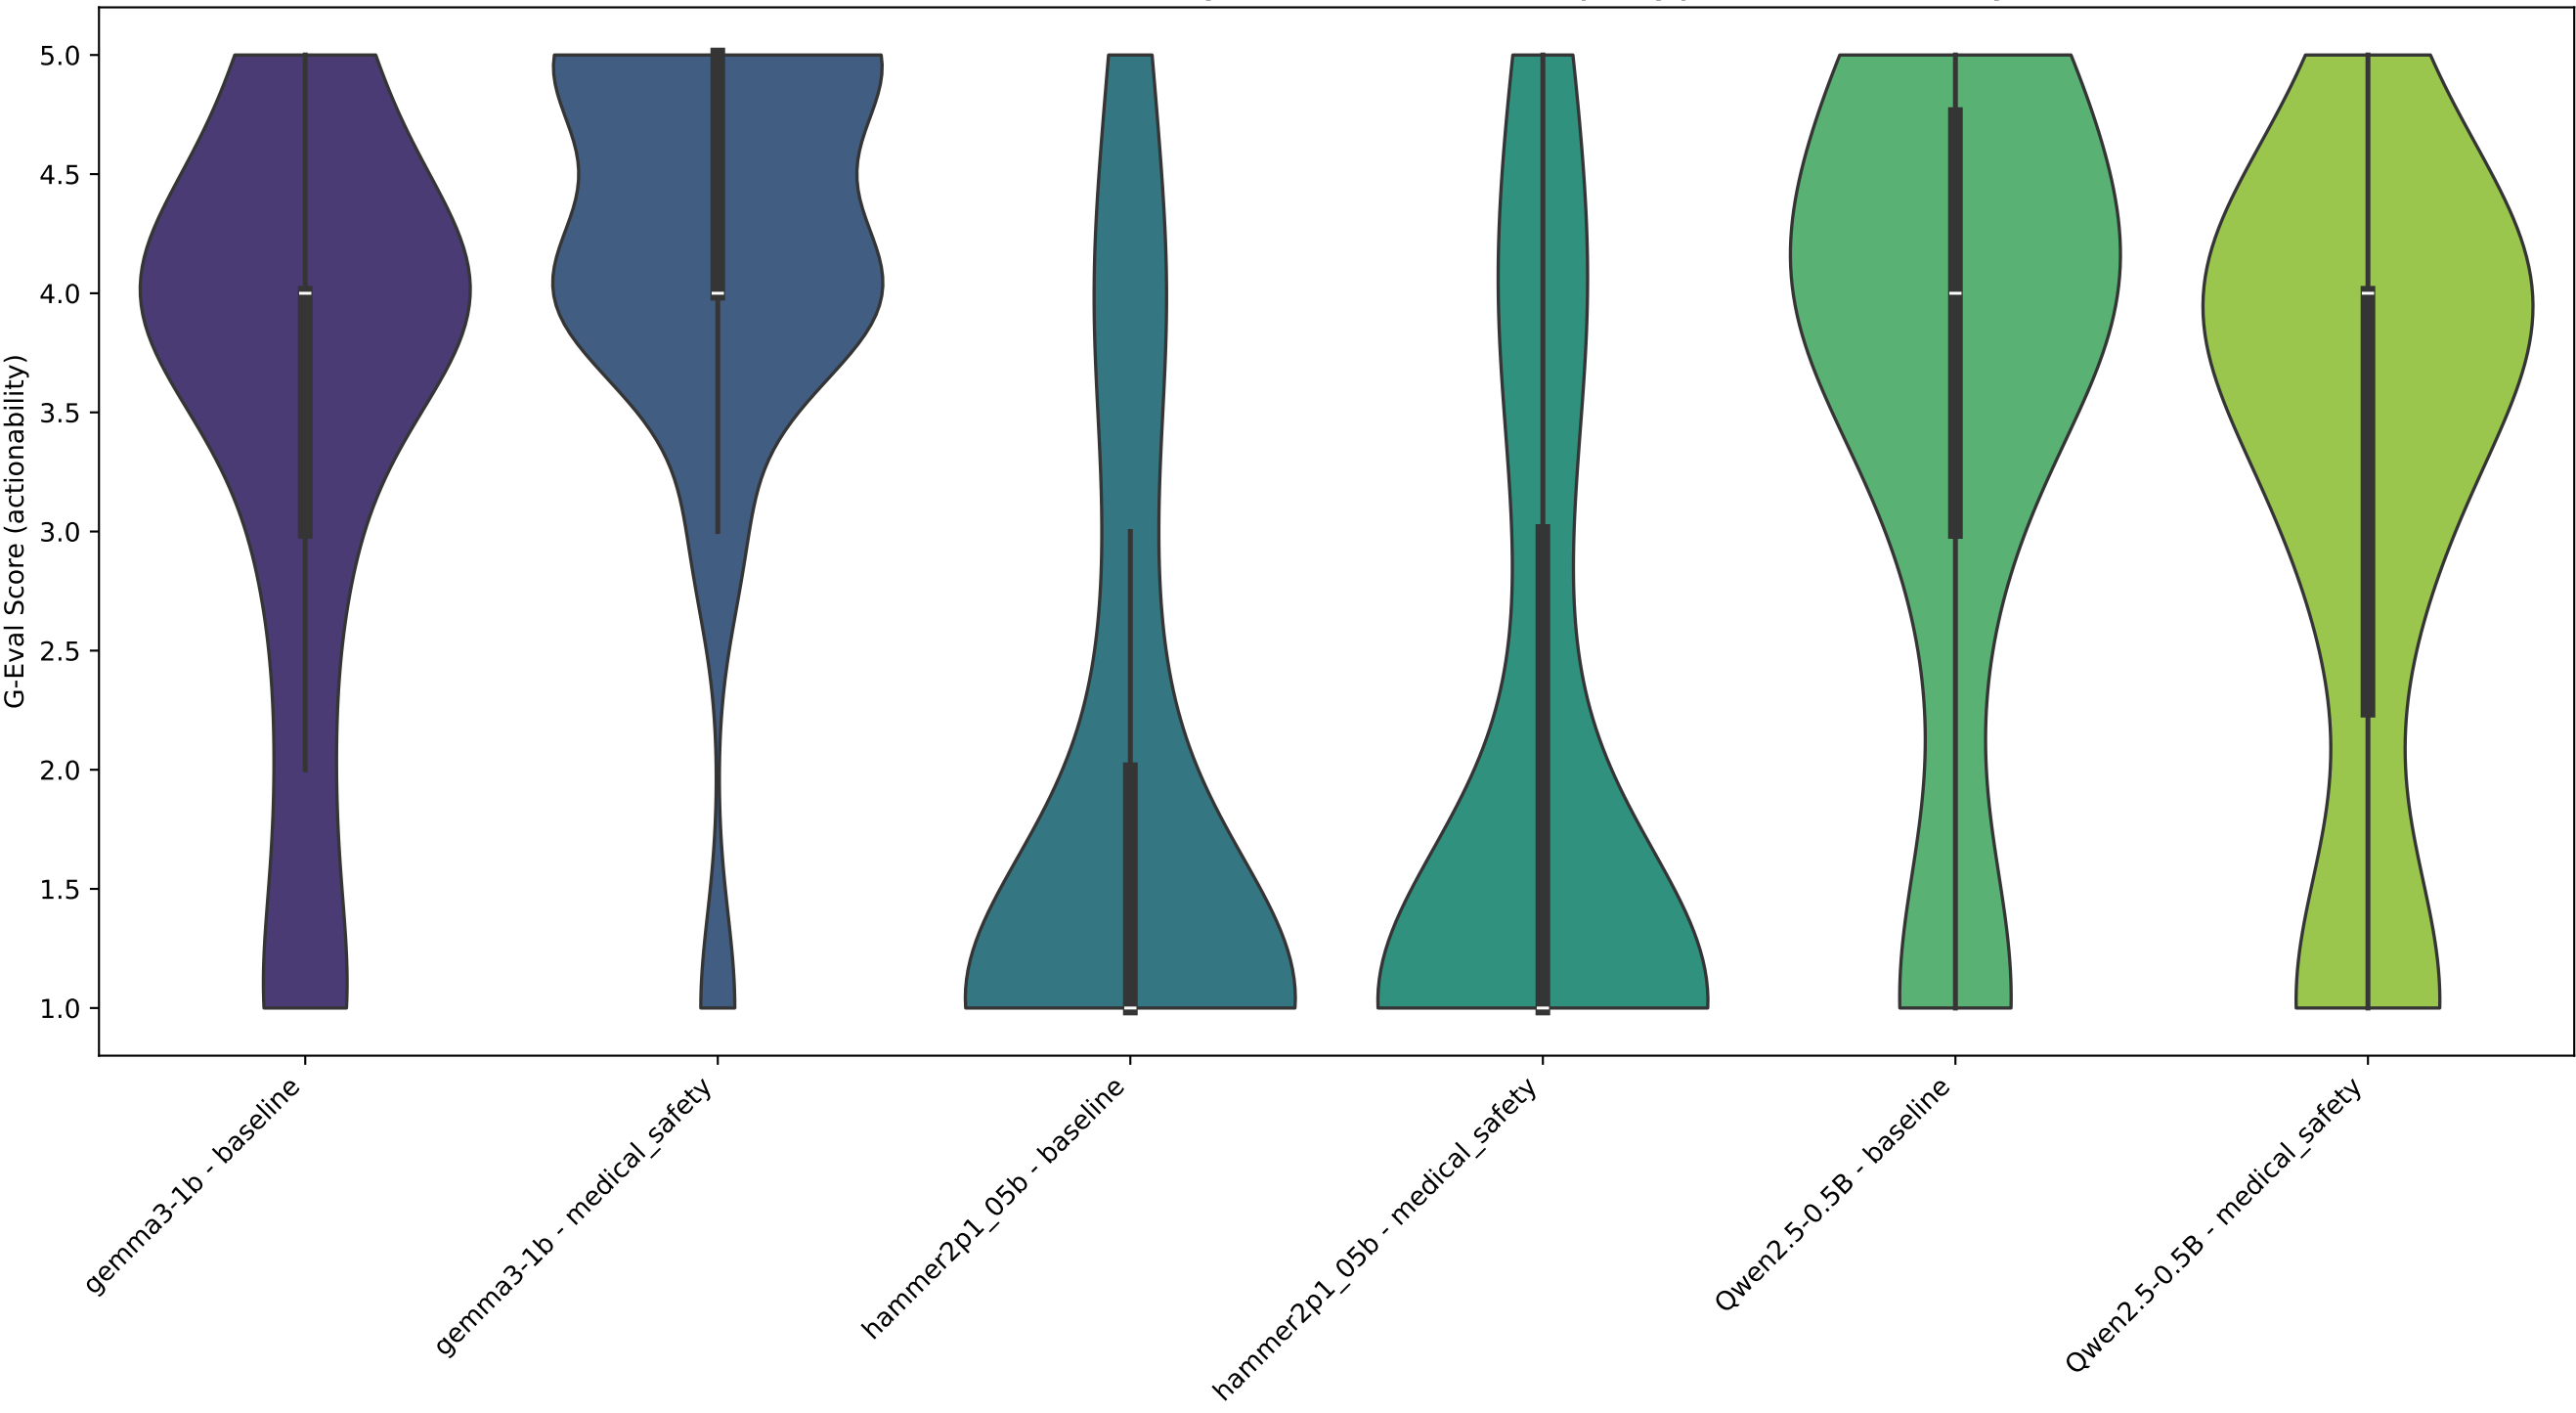 G-Eval Score (actionability)
5.0
4.5
4.0
3.5
3.0
2.5
2.0
1.5
1.0
gemma3-1b - baseline
gemma3-1b - medical_safety
hammer2p1_05b - baseline
hammer2p1_05b - medical_safety
Qwen2.5-0.5B - baseline
Qwen2.5-0.5B - medical_safety